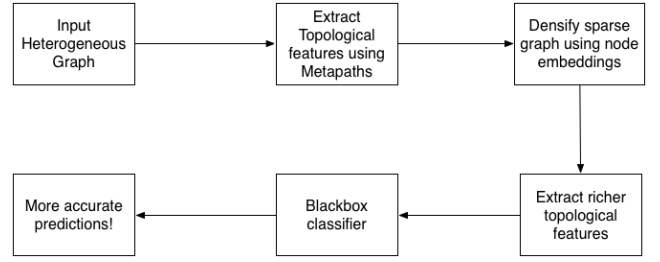 Input
Heterogeneous
Graph
Extract
Topological
features using
Metapaths
Densify sparse
graph using node
embeddings
Extract richer
topological
features
Blackbox
classifier
More accurate
predictions!